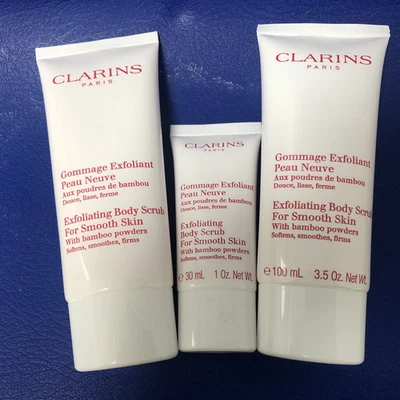 CLARINS
PARIS
Gommage Exfoliant
Peau Neuve
Aux poudres de bambou
Douce, lisse, ferme
Exfoliating Body Scrub
For Smooth Skin
With bamboo powders
Softens, smoothes, firms
CLARINS
PARIS
Gommage Exfoliant
Peau Neuve
Aux poudres de bambou
Douce, lisse, ferme
Exfoliating
Body Scrub
For Smooth Skin
With bamboo powders
Softens, smoothes, firms
e 30 mL 1 Oz. Net Wt.
CLARINS
PARIS
Gommage Exfoliant
Peau Neuve
Aux poudres de bambou
Douce, lisse, ferme
Exfoliating Body Scrub
For Smooth Skin
With bamboo powders
Softens, smoothes, firms
e 100 mL 3.5 Oz. Net Wt.